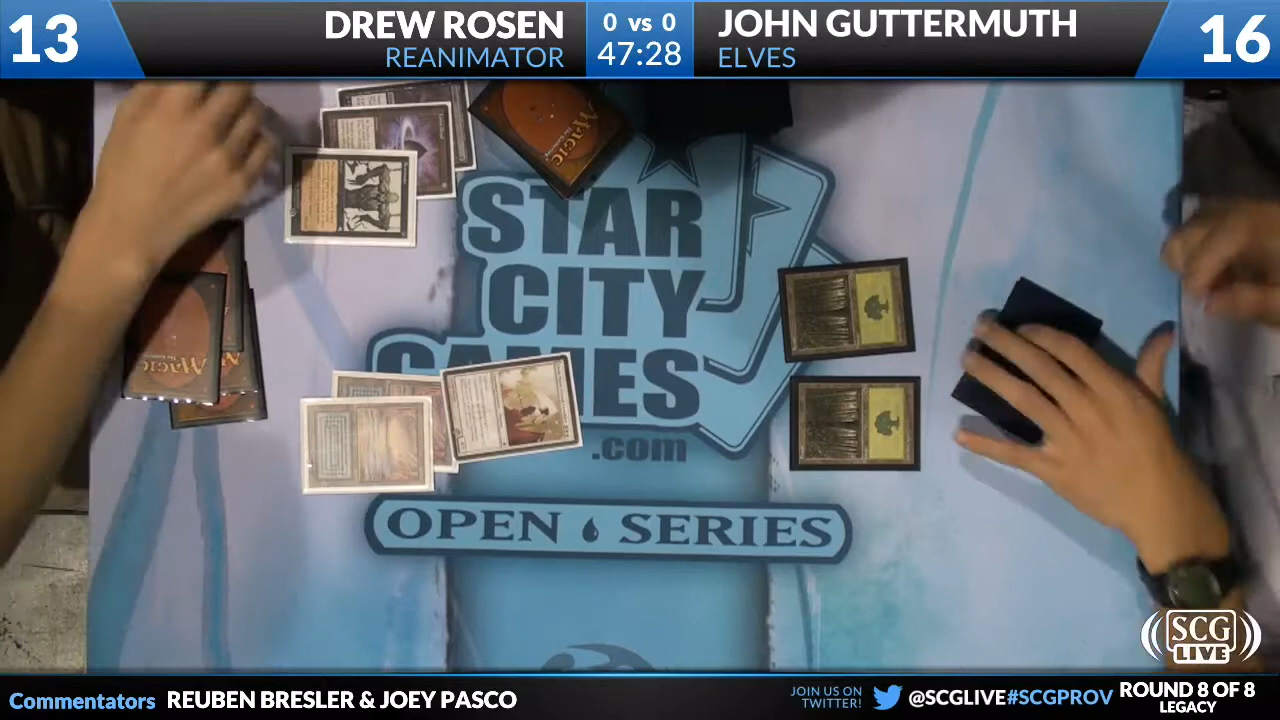 13
DREW ROSEN
REANIMATOR
0 vs 0
47:28
JOHN GUTTERMUTH
ELVES
16
MAGIC
STAR
CITY
GAMES
.com
OPEN SERIES
SCG
LIVE
Commentators REUBEN BRESLER & JOEY PASCO
JOIN US ON
TWITTER!
@SCGLIVE#SCGPROV
ROUND 8 OF 8
LEGACY